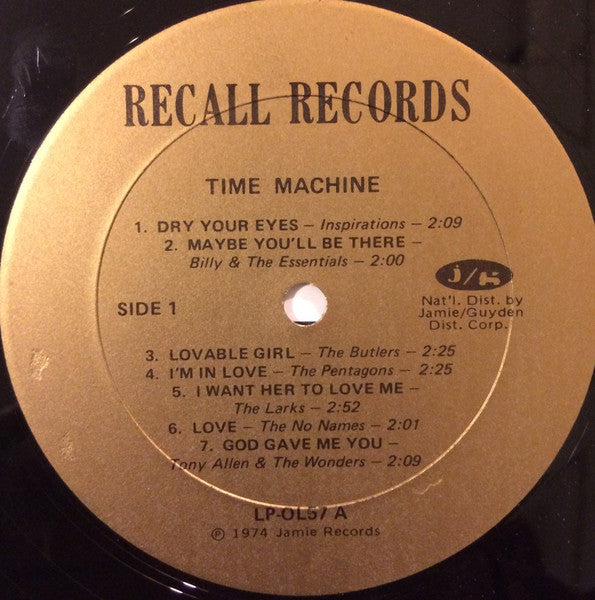 RECALL RECORDS
TIME MACHINE
1. DRY YOUR EYES – Inspirations – 2:09
2. MAYBE YOU'LL BE THERE –
Billy & The Essentials – 2:00
SIDE 1
j/G
Nat'l. Dist. by
Jamie/Guyden
Dist. Corp.
3. LOVABLE GIRL – The Butlers – 2:25
4. I'M IN LOVE – The Pentagons – 2:25
5. I WANT HER TO LOVE ME –
The Larks – 2:52
6. LOVE – The No Names – 2:01
7. GOD GAVE ME YOU –
Tony Allen & The Wonders – 2:09
LP-OL57 A
℗ 1974 Jamie Records